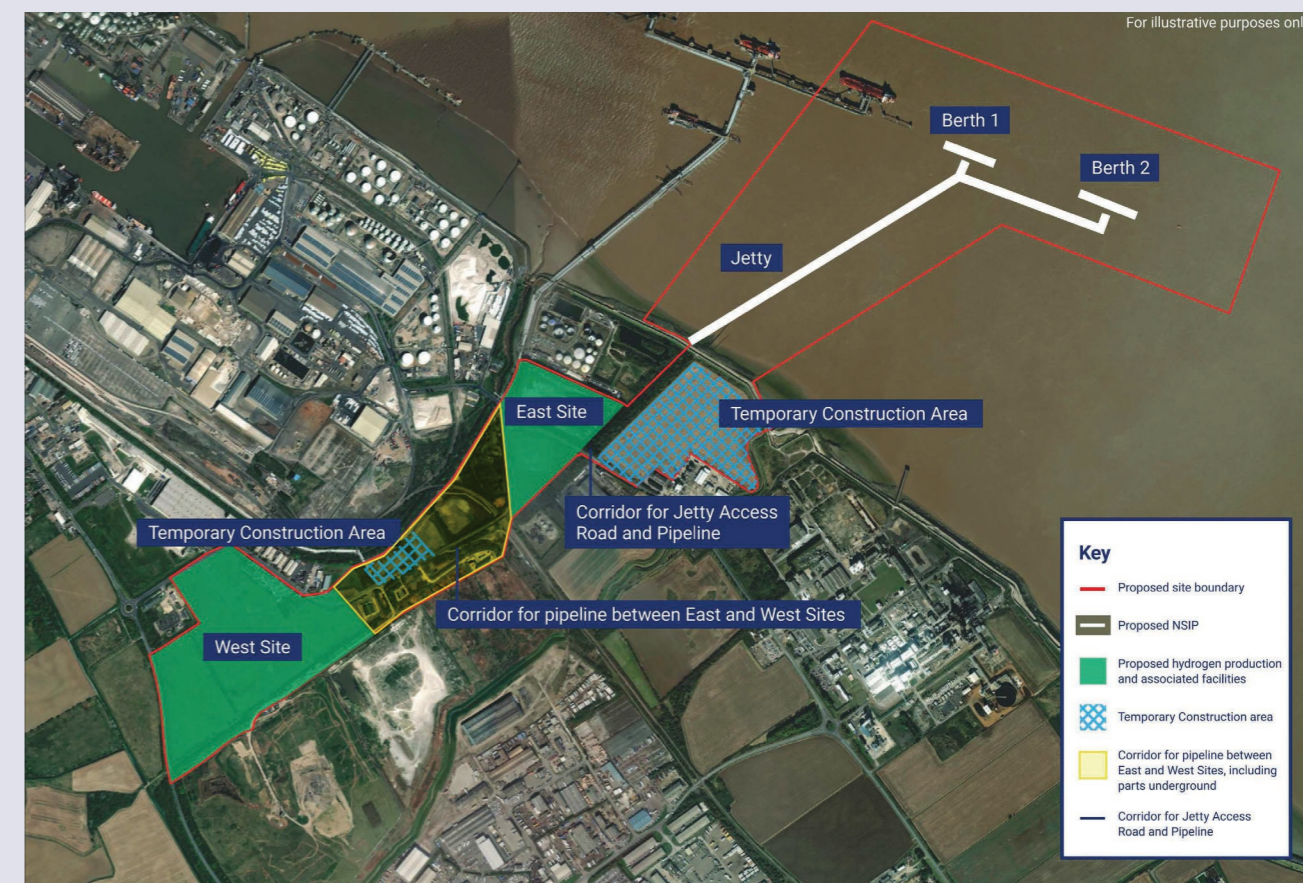 For illustrative purposes onl
Berth 1
Berth 2
Jetty
East Site
Temporary Construction Area
Corridor for Jetty Access
Road and Pipeline
Temporary Construction Area
Corridor for pipeline between East and West Sites
West Site
Key
Proposed site boundary
Proposed NSIP
Proposed hydrogen production
and associated facilities
Temporary Construction area
Corridor for pipeline between
East and West Sites, including
parts underground
Corridor for Jetty Access
Road and Pipeline